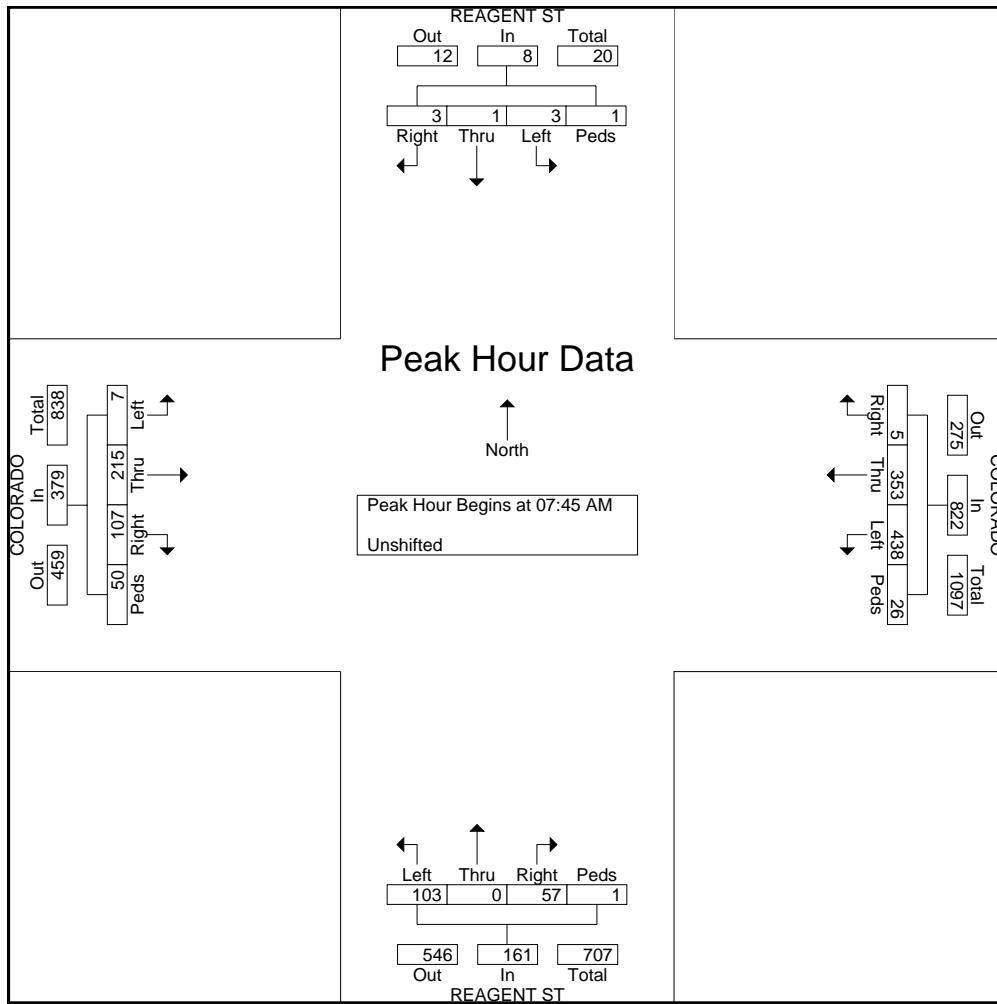 REAGENT ST
Out In Total
12 8 20
3 1 3 1
Right Thru Left Peds
Peak Hour Data
North
Peak Hour Begins at 07:45 AM
Unshifted
COLORADO
Total In Out
838 379 459
7 215 107 50
Left Thru Right Peds
COLORADO
Out In Total
275 822 1097
5 353 438 26
Right Thru Left Peds
Left Thru Right Peds
103 0 57 1
546 161 707
Out In Total
REAGENT ST